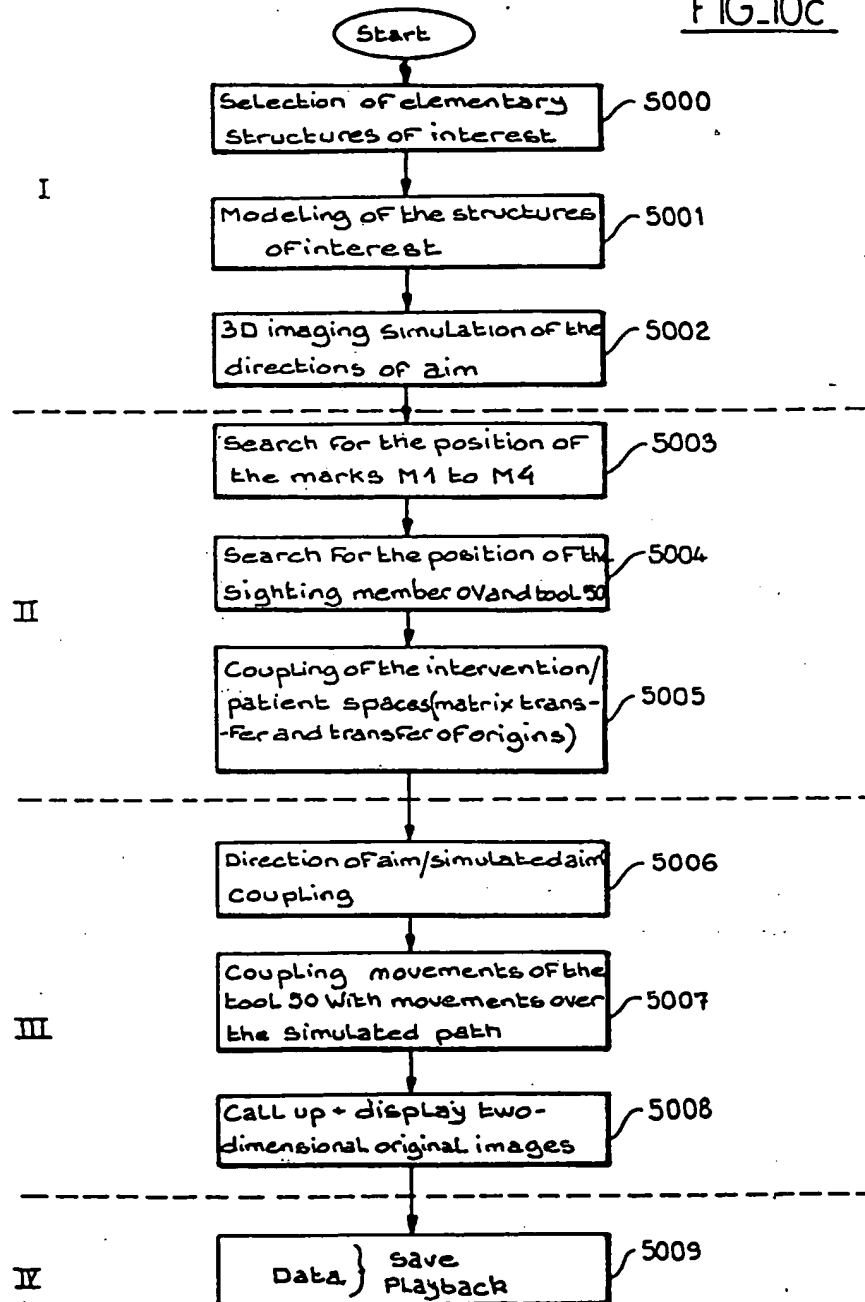 FIG_10c
Start
Selection of elementary
structures of interest
5000
I
Modeling of the structures
of interest
5001
3D imaging simulation of the
directions of aim
5002
Search for the position of
the marks M1 to M4
5003
Search for the position of the
sighting member OV and tool 50
5004
II
Coupling of the intervention/
patient spaces (matrix trans-
-fer and transfer of origins)
5005
Direction of aim/simulated aim
coupling
5006
Coupling movements of the
tool 50 with movements over
the simulated path
5007
III
Call up + display two-
dimensional original images
5008
IV
Data } Save
Playback
5009